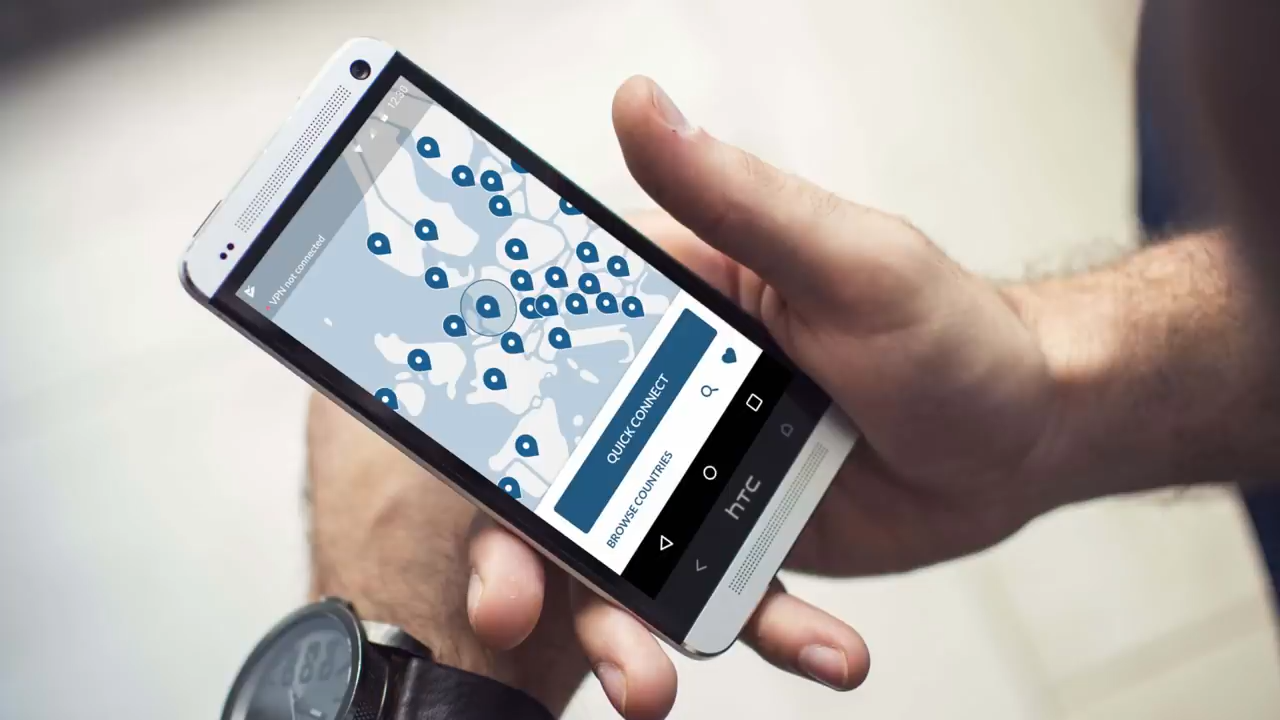 12:30
VPN not connected
QUICK CONNECT
BROWSE COUNTRIES
hTC